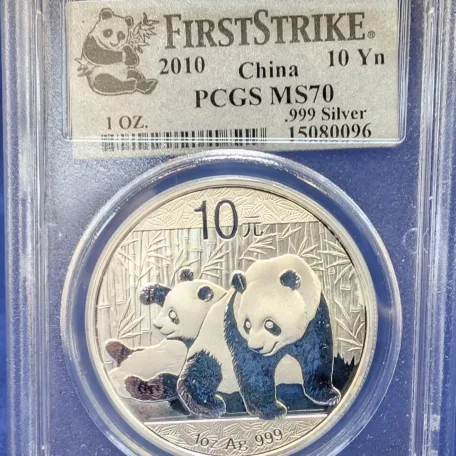 FIRSTSTRIKE®
2010 China 10 Yn
PCGS MS70
1 OZ. .999 Silver
15080096
10元
1oz Ag 999